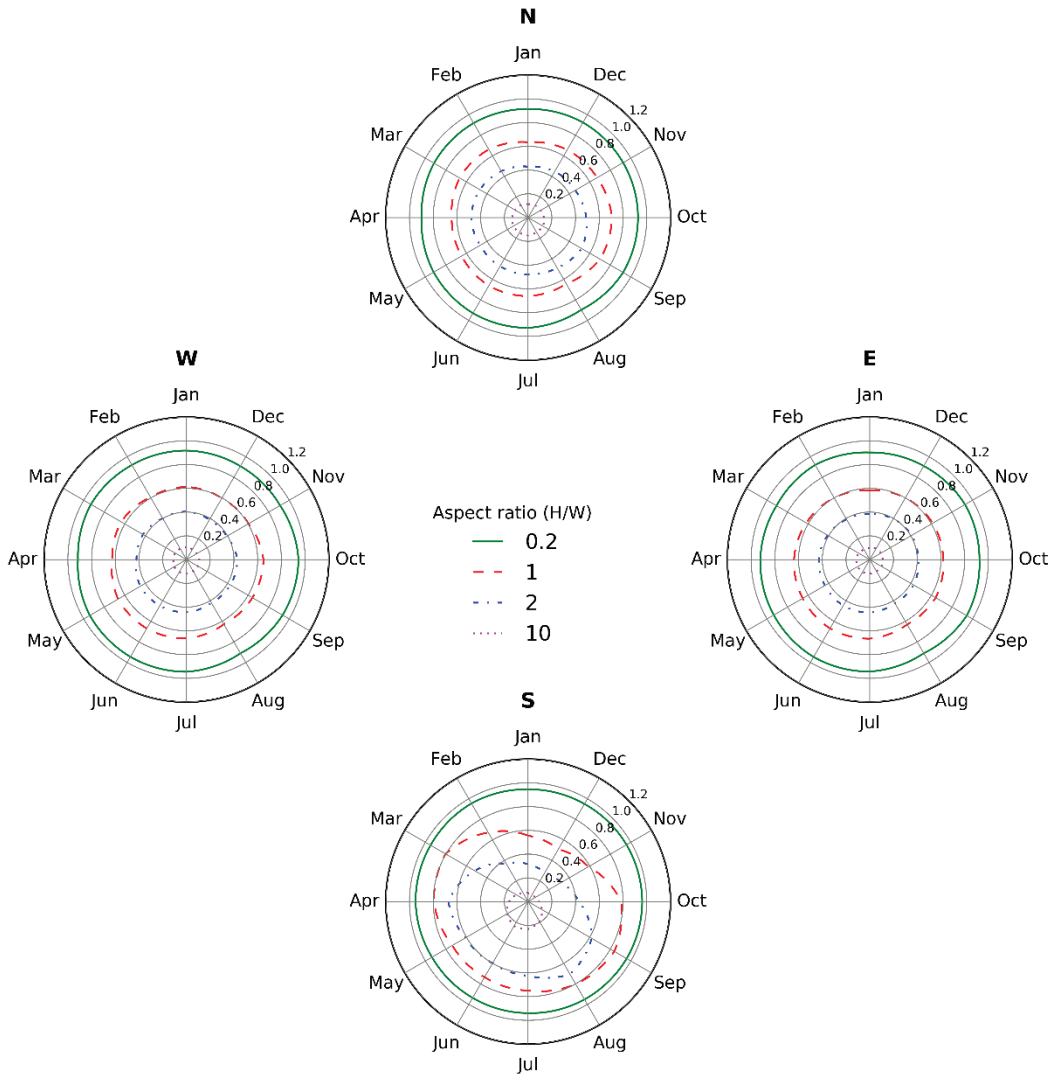 N
Jan
Feb Dec
Mar Nov
Apr Oct
May Sep
Jun Aug
Jul
0.2 0.4 0.6 0.8 1.0 1.2
W
Jan
Feb Dec
Mar Nov
Apr Oct
May Sep
Jun Aug
Jul
0.2 0.4 0.6 0.8 1.0 1.2
Aspect ratio (H/W)
0.2
1
2
10
E
Jan
Feb Dec
Mar Nov
Apr Oct
May Sep
Jun Aug
Jul
0.2 0.4 0.6 0.8 1.0 1.2
S
Jan
Feb Dec
Mar Nov
Apr Oct
May Sep
Jun Aug
Jul
0.2 0.4 0.6 0.8 1.0 1.2